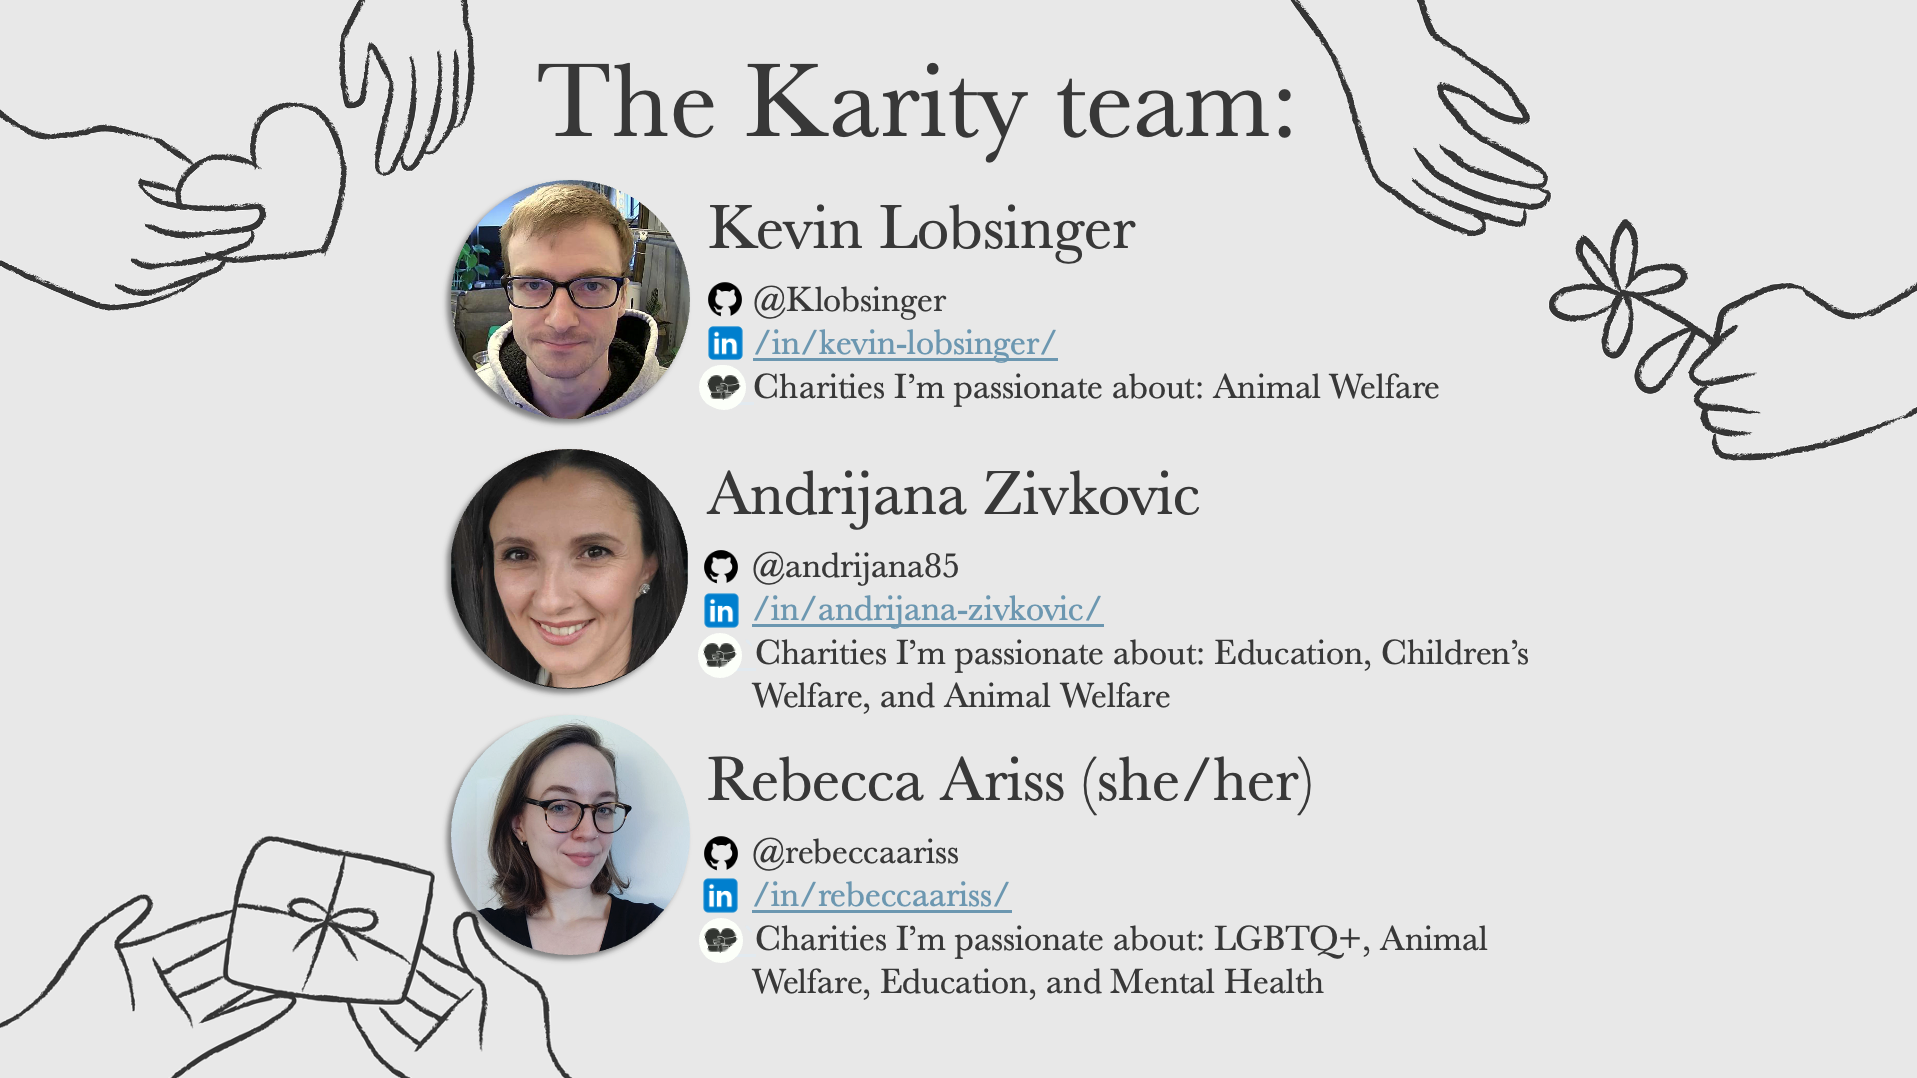 The Karity team:
Kevin Lobsinger
@Klobsinger
in /in/kevin-lobsinger/
Charities I’m passionate about: Animal Welfare
Andrijana Zivkovic
@andrijana85
in /in/andrijana-zivkovic/
Charities I’m passionate about: Education, Children’s
Welfare, and Animal Welfare
Rebecca Ariss (she/her)
@rebeccaariss
in /in/rebeccaariss/
Charities I’m passionate about: LGBTQ+, Animal
Welfare, Education, and Mental Health